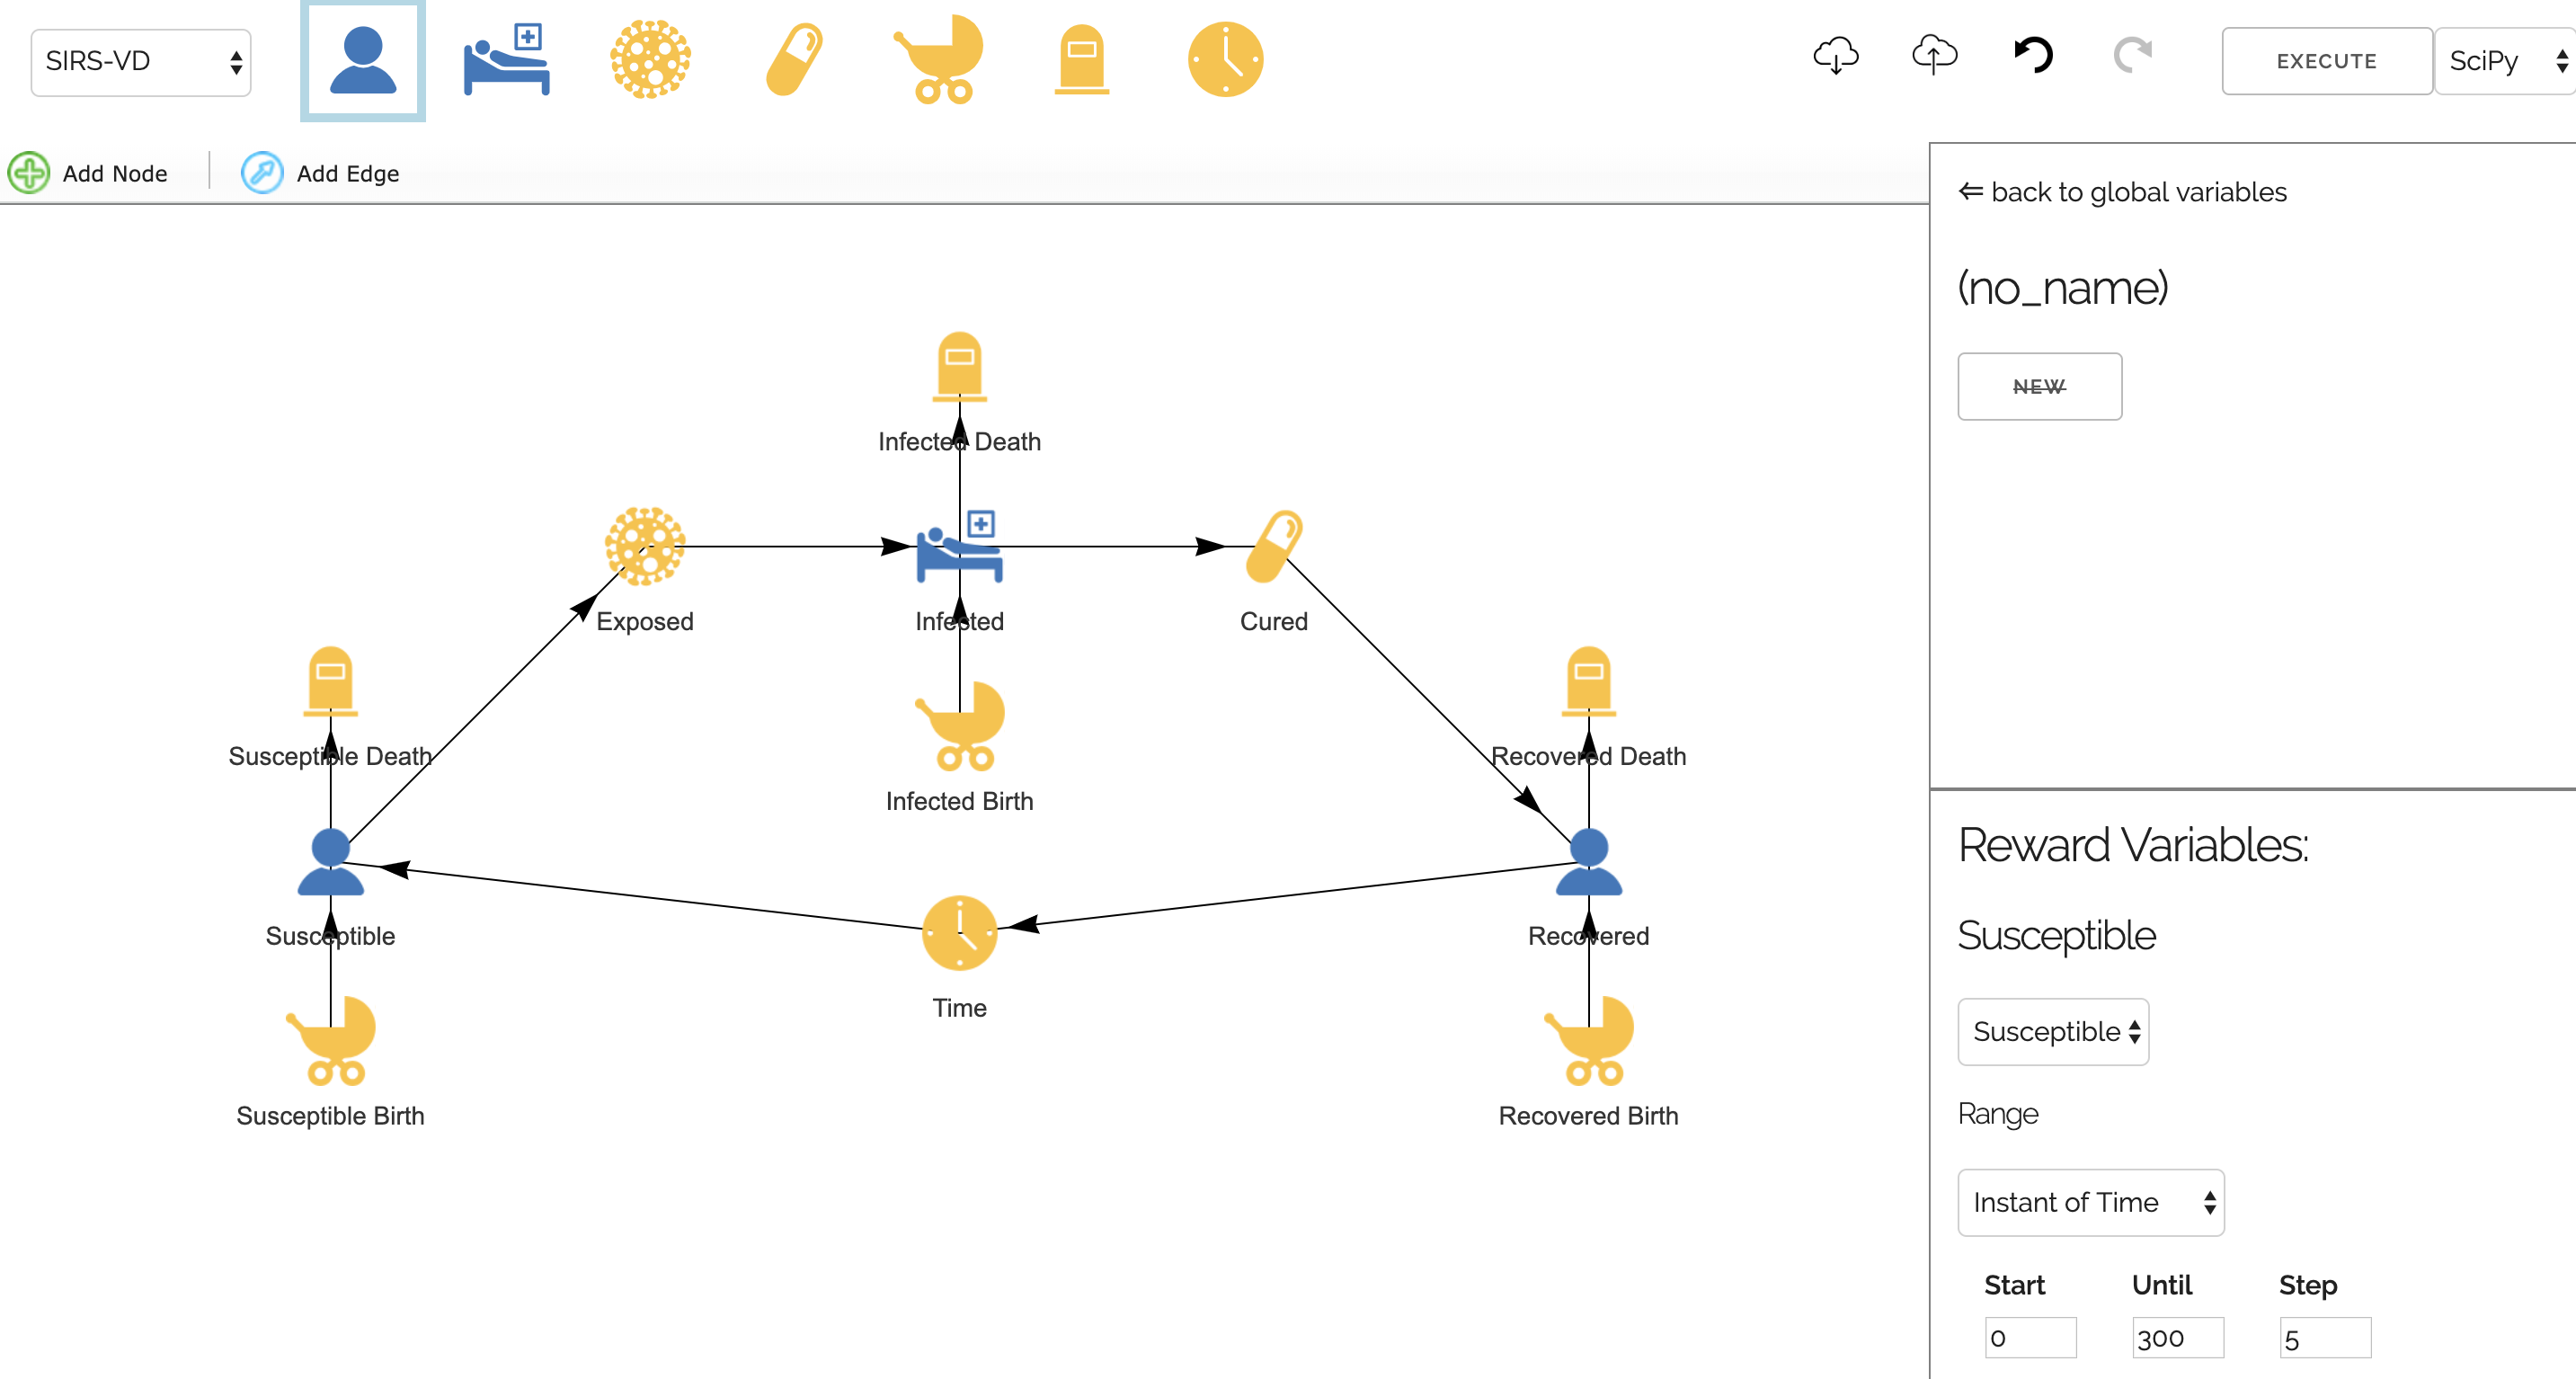 SIRS-VD
EXECUTE
SciPy
Add Node
Add Edge
⇐ back to global variables
(no_name)
NEW
Infected Death
Exposed
Infected
Cured
Susceptible Death
Recovered Death
Infected Birth
Susceptible
Recovered
Time
Susceptible Birth
Recovered Birth
Reward Variables:
Susceptible
Susceptible
Range
Instant of Time
Start Until Step
0 300 5